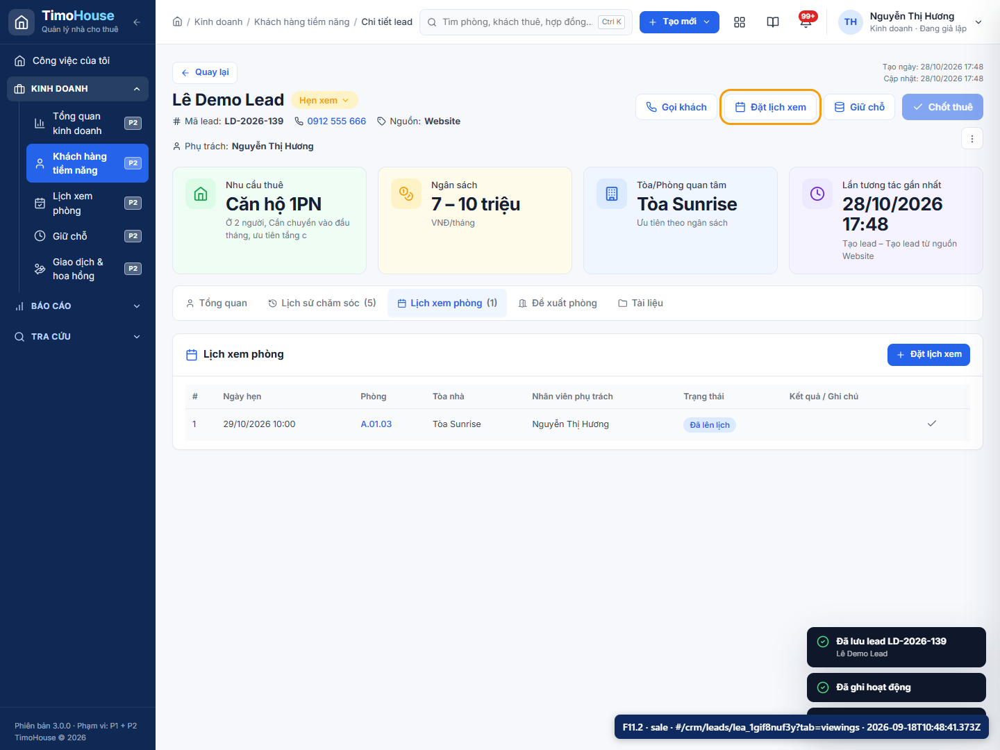 TimoHouse
Quản lý nhà cho thuê
Công việc của tôi
KINH DOANH
Tổng quan
kinh doanh
P2
Khách hàng
tiềm năng
P2
Lịch xem
phòng
P2
Giữ chỗ
P2
Giao dịch &
hoa hồng
P2
BÁO CÁO
TRA CỨU
Phiên bản 3.0.0 · Phạm vi: P1 + P2
TimoHouse © 2026
/ Kinh doanh / Khách hàng tiềm năng / Chi tiết lead
Tìm phòng, khách thuê, hợp đồng...
Ctrl K
Tạo mới
99+
TH
Nguyễn Thị Hương
Kinh doanh · Đang giả lập
Quay lại
Tạo ngày: 28/10/2026 17:48
Cập nhật: 28/10/2026 17:48
Lê Demo Lead
Hẹn xem
Gọi khách
Đặt lịch xem
Giữ chỗ
Chốt thuê
Mã lead: LD-2026-139
0912 555 666
Nguồn: Website
Phụ trách: Nguyễn Thị Hương
Nhu cầu thuê
Căn hộ 1PN
Ở 2 người, Cần chuyển vào đầu
tháng, ưu tiên tầng c
Ngân sách
7 – 10 triệu
VNĐ/tháng
Tòa/Phòng quan tâm
Tòa Sunrise
Ưu tiên theo ngân sách
Lần tương tác gần nhất
28/10/2026
17:48
Tạo lead – Tạo lead từ nguồn
Website
Tổng quan
Lịch sử chăm sóc (5)
Lịch xem phòng (1)
Đề xuất phòng
Tài liệu
Lịch xem phòng
Đặt lịch xem
# Ngày hẹn Phòng Tòa nhà Nhân viên phụ trách Trạng thái Kết quả / Ghi chú
1 29/10/2026 10:00 A.01.03 Tòa Sunrise Nguyễn Thị Hương Đã lên lịch
Đã lưu lead LD-2026-139
Lê Demo Lead
Đã ghi hoạt động
F11.2 · sale · #/crm/leads/lea_1gif8nuf3y?tab=viewings · 2026-09-18T10:48:41.373Z